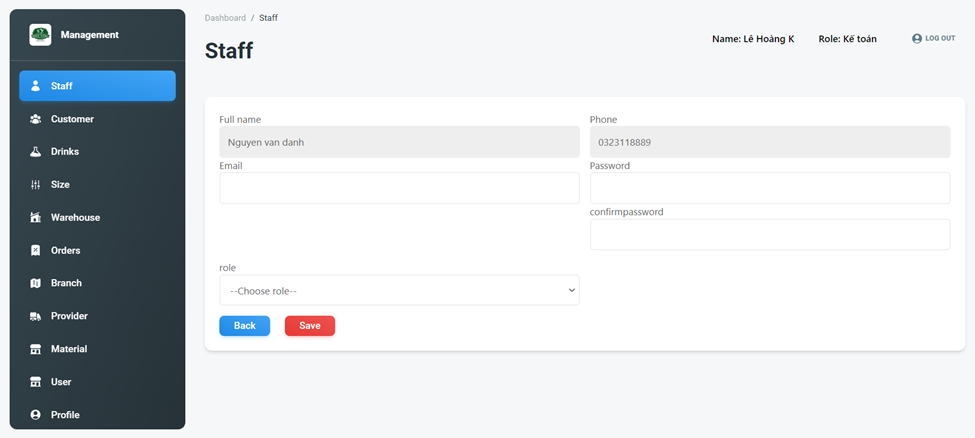 Management
Staff
Customer
Drinks
Size
Warehouse
Orders
Branch
Provider
Material
User
Profile
Dashboard / Staff
Staff
Name: Lê Hoàng K Role: Kế toán LOG OUT
Full name Phone
Nguyen van danh 0323118889
Email Password
confirmpassword
role
--Choose role--
Back Save